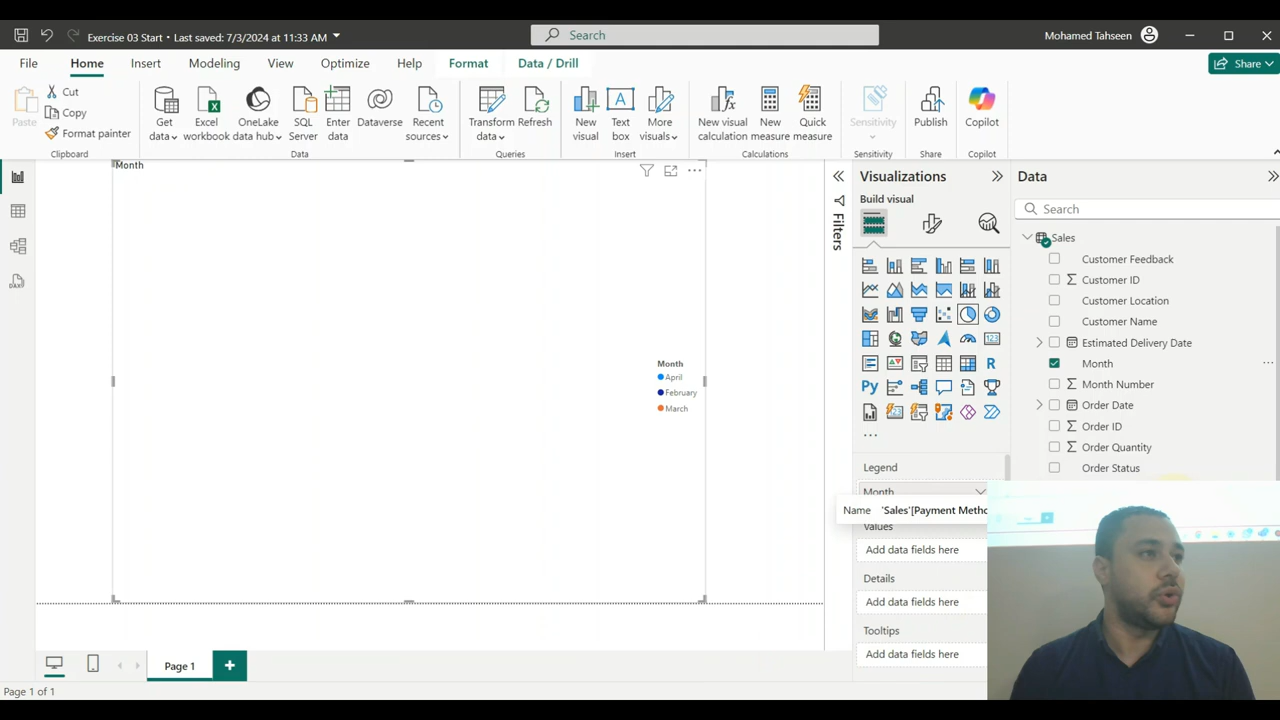 Exercise 03 Start • Last saved: 7/3/2024 at 11:33 AM
Search
Mohamed Tahseen
File
Home
Insert
Modeling
View
Optimize
Help
Format
Data / Drill
Share
Paste
Cut
Copy
Format painter
Clipboard
Get data
Excel workbook
OneLake data hub
SQL Server
Enter data
Dataverse
Recent sources
Data
Transform data
Refresh
Queries
New visual
Text box
More visuals
Insert
New visual calculation
New measure
Quick measure
Calculations
Sensitivity
Sensitivity
Publish
Share
Copilot
Copilot
Month
Month
April
February
March
Filters
Visualizations
Build visual
R
Py
123
Legend
Month
Name 'Sales'[Payment Metho
Values
Add data fields here
Details
Add data fields here
Tooltips
Add data fields here
Data
Search
Sales
Customer Feedback
Customer ID
Customer Location
Customer Name
Estimated Delivery Date
Month
Month Number
Order Date
Order ID
Order Quantity
Order Status
Page 1
Page 1 of 1